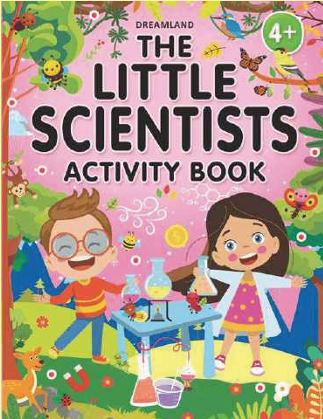 DREAMLAND
THE
4+
LITTLE
SCIENTISTS
ACTIVITY BOOK